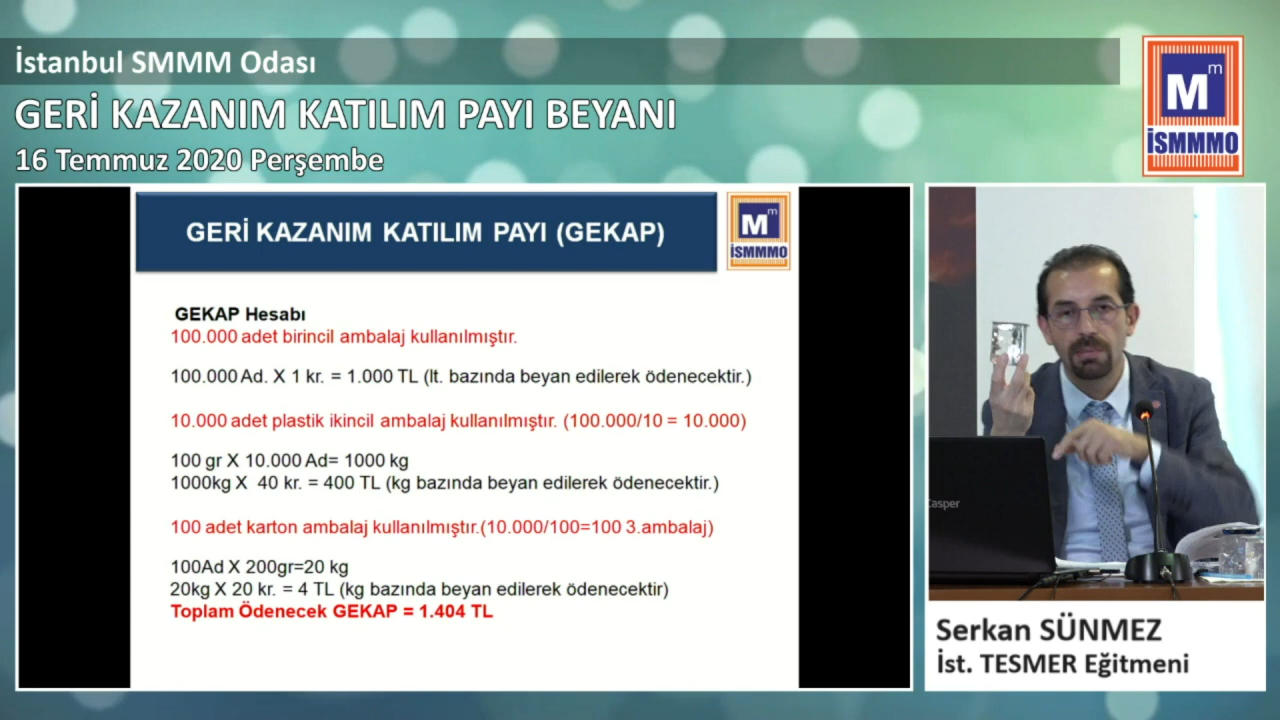 İstanbul SMMM Odası
GERİ KAZANIM KATILIM PAYI BEYANI
16 Temmuz 2020 Perşembe
M m
İSMMMO
GERİ KAZANIM KATILIM PAYI (GEKAP)
M m
İSMMMO
GEKAP Hesabı
100.000 adet birincil ambalaj kullanılmıştır.
100.000 Ad. X 1 kr. = 1.000 TL (lt. bazında beyan edilerek ödenecektir.)
10.000 adet plastik ikincil ambalaj kullanılmıştır. (100.000/10 = 10.000)
100 gr X 10.000 Ad= 1000 kg
1000kg X 40 kr. = 400 TL (kg bazında beyan edilerek ödenecektir.)
100 adet karton ambalaj kullanılmıştır.(10.000/100=100 3.ambalaj)
100Ad X 200gr=20 kg
20kg X 20 kr. = 4 TL (kg bazında beyan edilerek ödenecektir)
Toplam Ödenecek GEKAP = 1.404 TL
Casper
Serkan SÜNMEZ
İst. TESMER Eğitmeni